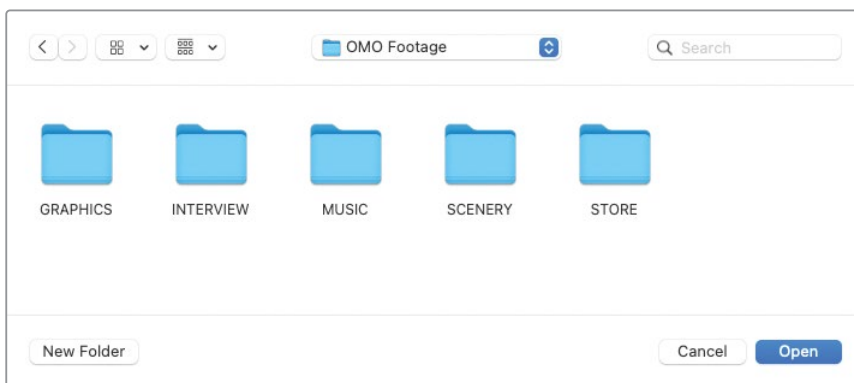 OMO Footage
Search
GRAPHICS INTERVIEW MUSIC SCENERY STORE
New Folder Cancel Open